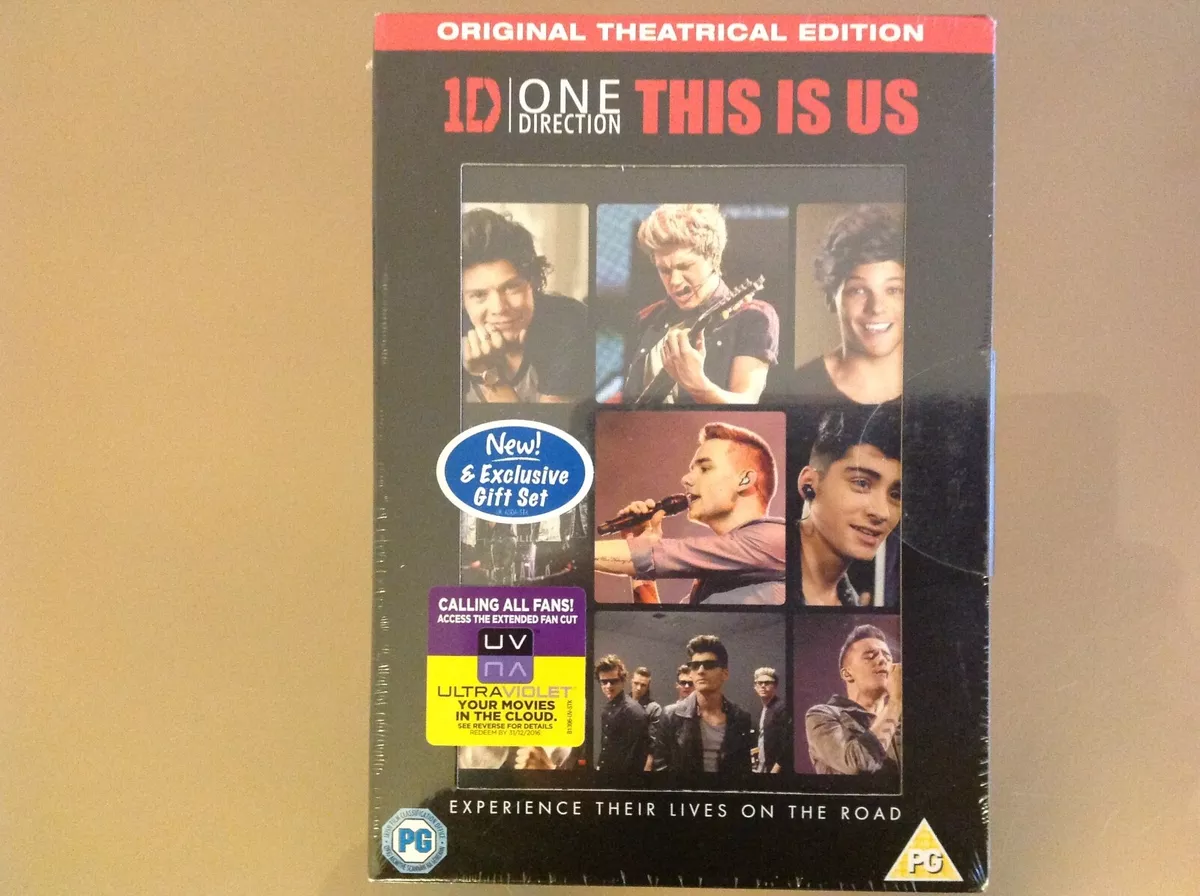 ORIGINAL THEATRICAL EDITION
1D ONE DIRECTION THIS IS US
New!
& Exclusive
Gift Set
CALLING ALL FANS!
ACCESS THE EXTENDED FAN CUT
UV
ULTRAVIOLET
YOUR MOVIES
IN THE CLOUD.
SEE REVERSE FOR DETAILS
REDEEM BY 31/12/2016
EXPERIENCE THEIR LIVES ON THE ROAD
PG
PG